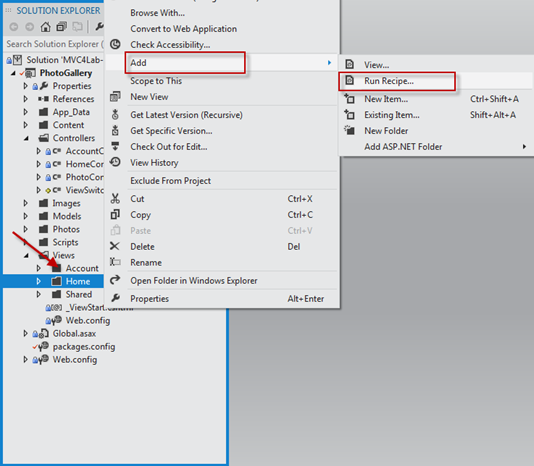 SOLUTION EXPLORER
Search Solution Explorer (
Solution 'MVC4Lab-
PhotoGallery
Properties
References
App_Data
Content
Controllers
AccountC
HomeCon
PhotoCon
ViewSwitc
Images
Models
Photos
Scripts
Views
Account
Home
Shared
_ViewStart.cshtml
Web.config
Global.asax
packages.config
Web.config
Browse With...
Convert to Web Application
Check Accessibility...
Add
Scope to This
New View
Get Latest Version (Recursive)
Get Specific Version...
Check Out for Edit...
View History
Exclude From Project
Cut Ctrl+X
Copy Ctrl+C
Paste Ctrl+V
Delete Del
Rename
Open Folder in Windows Explorer
Properties Alt+Enter
View...
Run Recipe...
New Item... Ctrl+Shift+A
Existing Item... Shift+Alt+A
New Folder
Add ASP.NET Folder